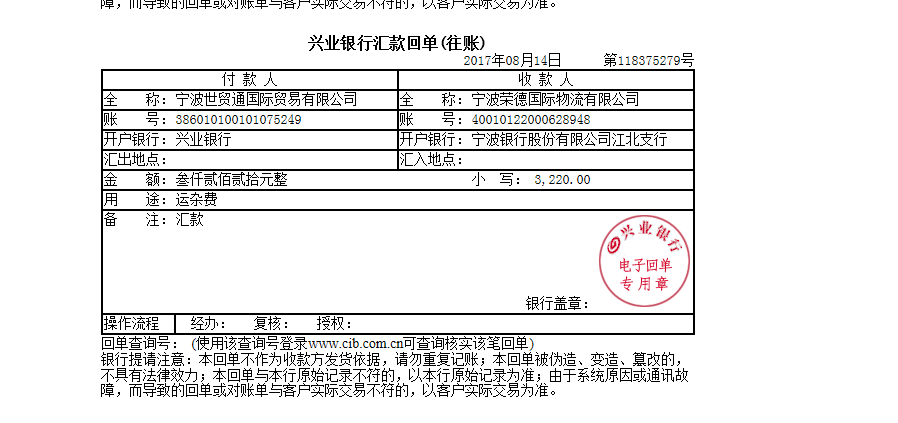 障，而导致的回单或对账单与客户实际交易不符的，以客户实际交易为准。
兴业银行汇款回单(往账)
2017年08月14日 第118375279号
付 款 人 收 款 人
全 称：宁波世贸通国际贸易有限公司 全 称：宁波荣德国际物流有限公司
账 号：386010100101075249 账 号：40010122000628948
开户银行：兴业银行 开户银行：宁波银行股份有限公司江北支行
汇出地点： 汇入地点：
金 额：叁仟贰佰贰拾元整 小 写： 3,220.00
用 途：运杂费
备 注：汇款
兴业银行
电子回单
专用章
银行盖章：
操作流程 经办： 复核： 授权：
回单查询号： (使用该查询号登录www.cib.com.cn可查询核实该笔回单)
银行提请注意：本回单不作为收款方发货依据，请勿重复记账；本回单被伪造、变造、篡改的，
不具有法律效力；本回单与本行原始记录不符的，以本行原始记录为准；由于系统原因或通讯故
障，而导致的回单或对账单与客户实际交易不符的，以客户实际交易为准。